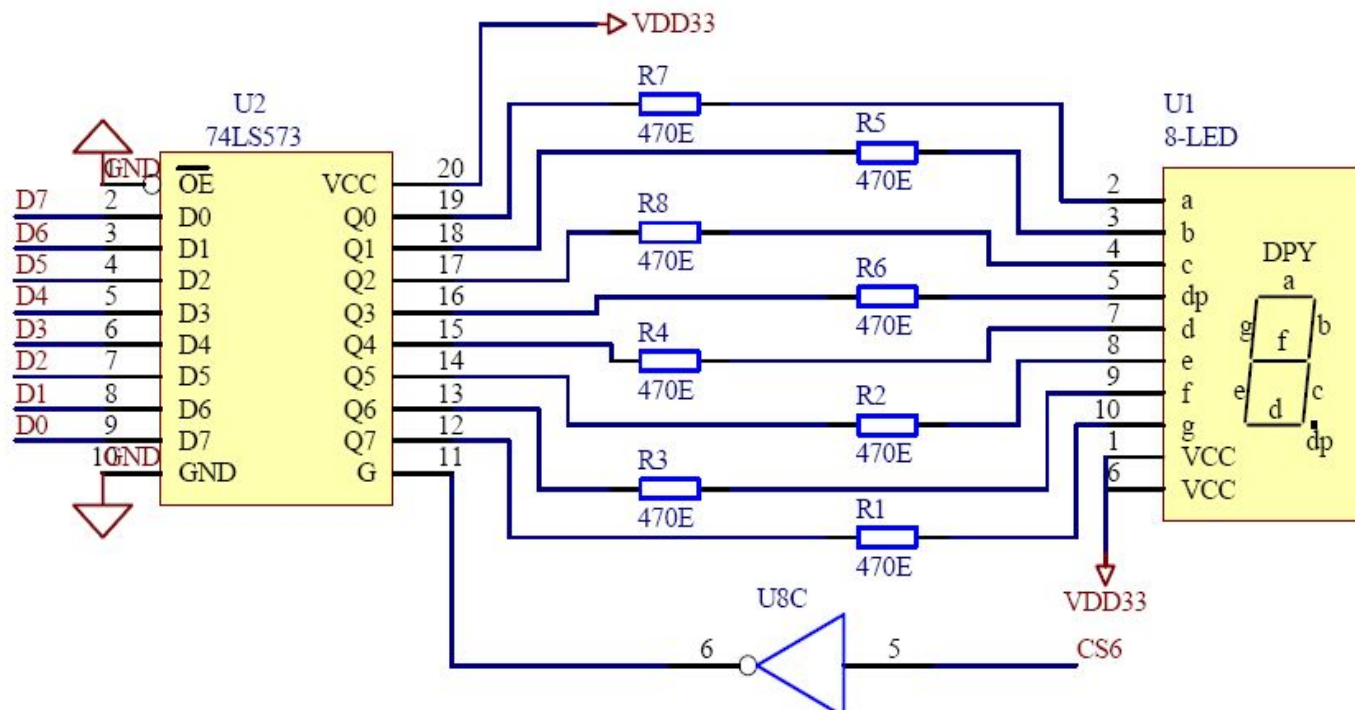 VDD33
R7
470E
R5
470E
R8
470E
R6
470E
R4
470E
R2
470E
R3
470E
R1
470E
U2
74LS573
GND
1 OE VCC 20
D7 2 D0 Q0 19
D6 3 D1 Q1 18
D5 4 D2 Q2 17
D4 5 D3 Q3 16
D3 6 D4 Q4 15
D2 7 D5 Q5 14
D1 8 D6 Q6 13
D0 9 D7 Q7 12
10 GND GND G 11
U1
8-LED
2 a
3 b
4 c
5 dp
7 d
8 e
9 f
10 g
1 VCC
6 VCC
DPY
a
g f b
e d c
dp
VDD33
U8C
6 5 CS6